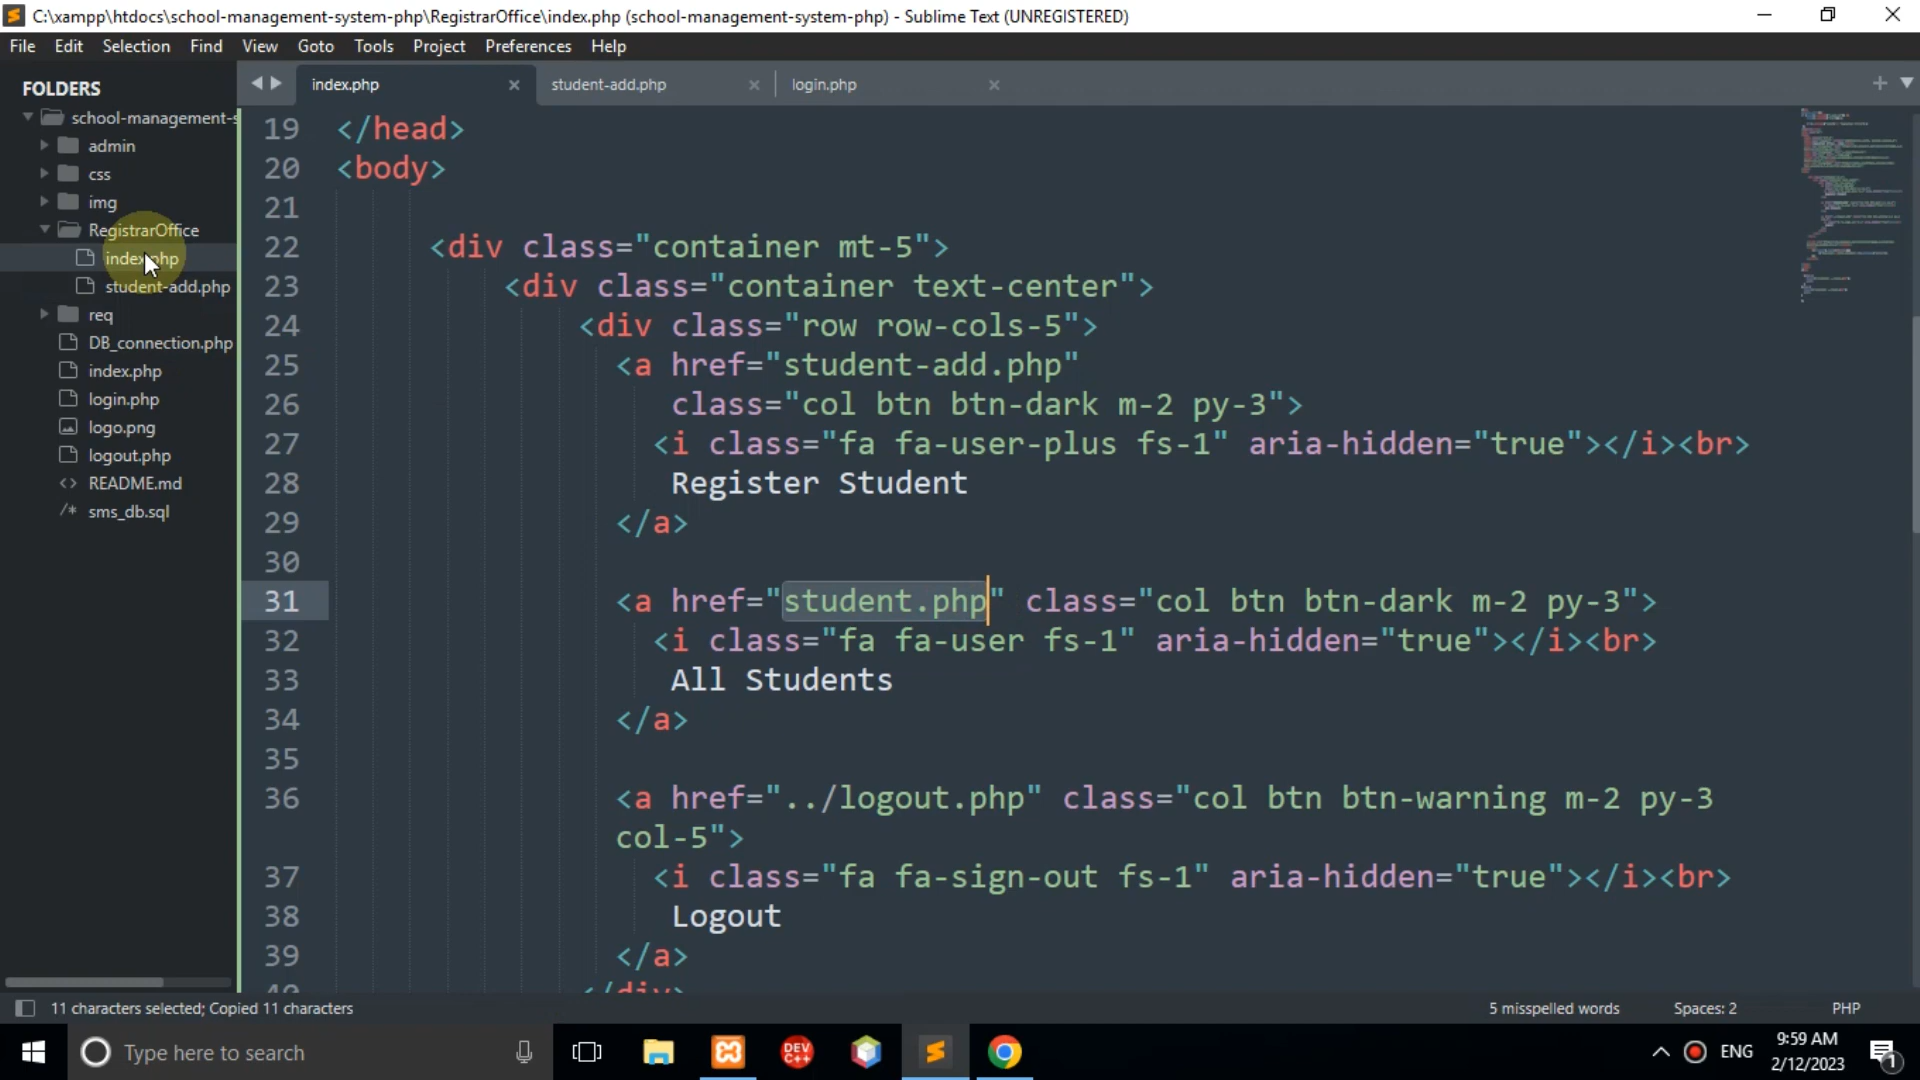 C:\xampp\htdocs\school-management-system-php\RegistrarOffice\index.php (school-management-system-php) - Sublime Text (UNREGISTERED)
File Edit Selection Find View Goto Tools Project Preferences Help
FOLDERS
school-management-s
admin
css
img
RegistrarOffice
index.php
student-add.php
req
DB_connection.php
index.php
login.php
logo.png
logout.php
README.md
sms_db.sql
index.php student-add.php login.php
19 </head>
20 <body>
21
22 <div class="container mt-5">
23 <div class="container text-center">
24 <div class="row row-cols-5">
25 <a href="student-add.php"
26 class="col btn btn-dark m-2 py-3">
27 <i class="fa fa-user-plus fs-1" aria-hidden="true"></i><br>
28 Register Student
29 </a>
30
31 <a href="student.php" class="col btn btn-dark m-2 py-3">
32 <i class="fa fa-user fs-1" aria-hidden="true"></i><br>
33 All Students
34 </a>
35
36 <a href="../logout.php" class="col btn btn-warning m-2 py-3
col-5">
37 <i class="fa fa-sign-out fs-1" aria-hidden="true"></i><br>
38 Logout
39 </a>
40 </div>
11 characters selected; Copied 11 characters 5 misspelled words Spaces: 2 PHP
Type here to search DEV C++ ENG 9:59 AM
2/12/2023 1